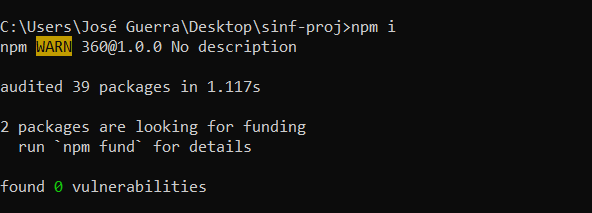 C:\Users\José Guerra\Desktop\sinf-proj>npm i
npm WARN 360@1.0.0 No description
audited 39 packages in 1.117s
2 packages are looking for funding
run `npm fund` for details
found 0 vulnerabilities